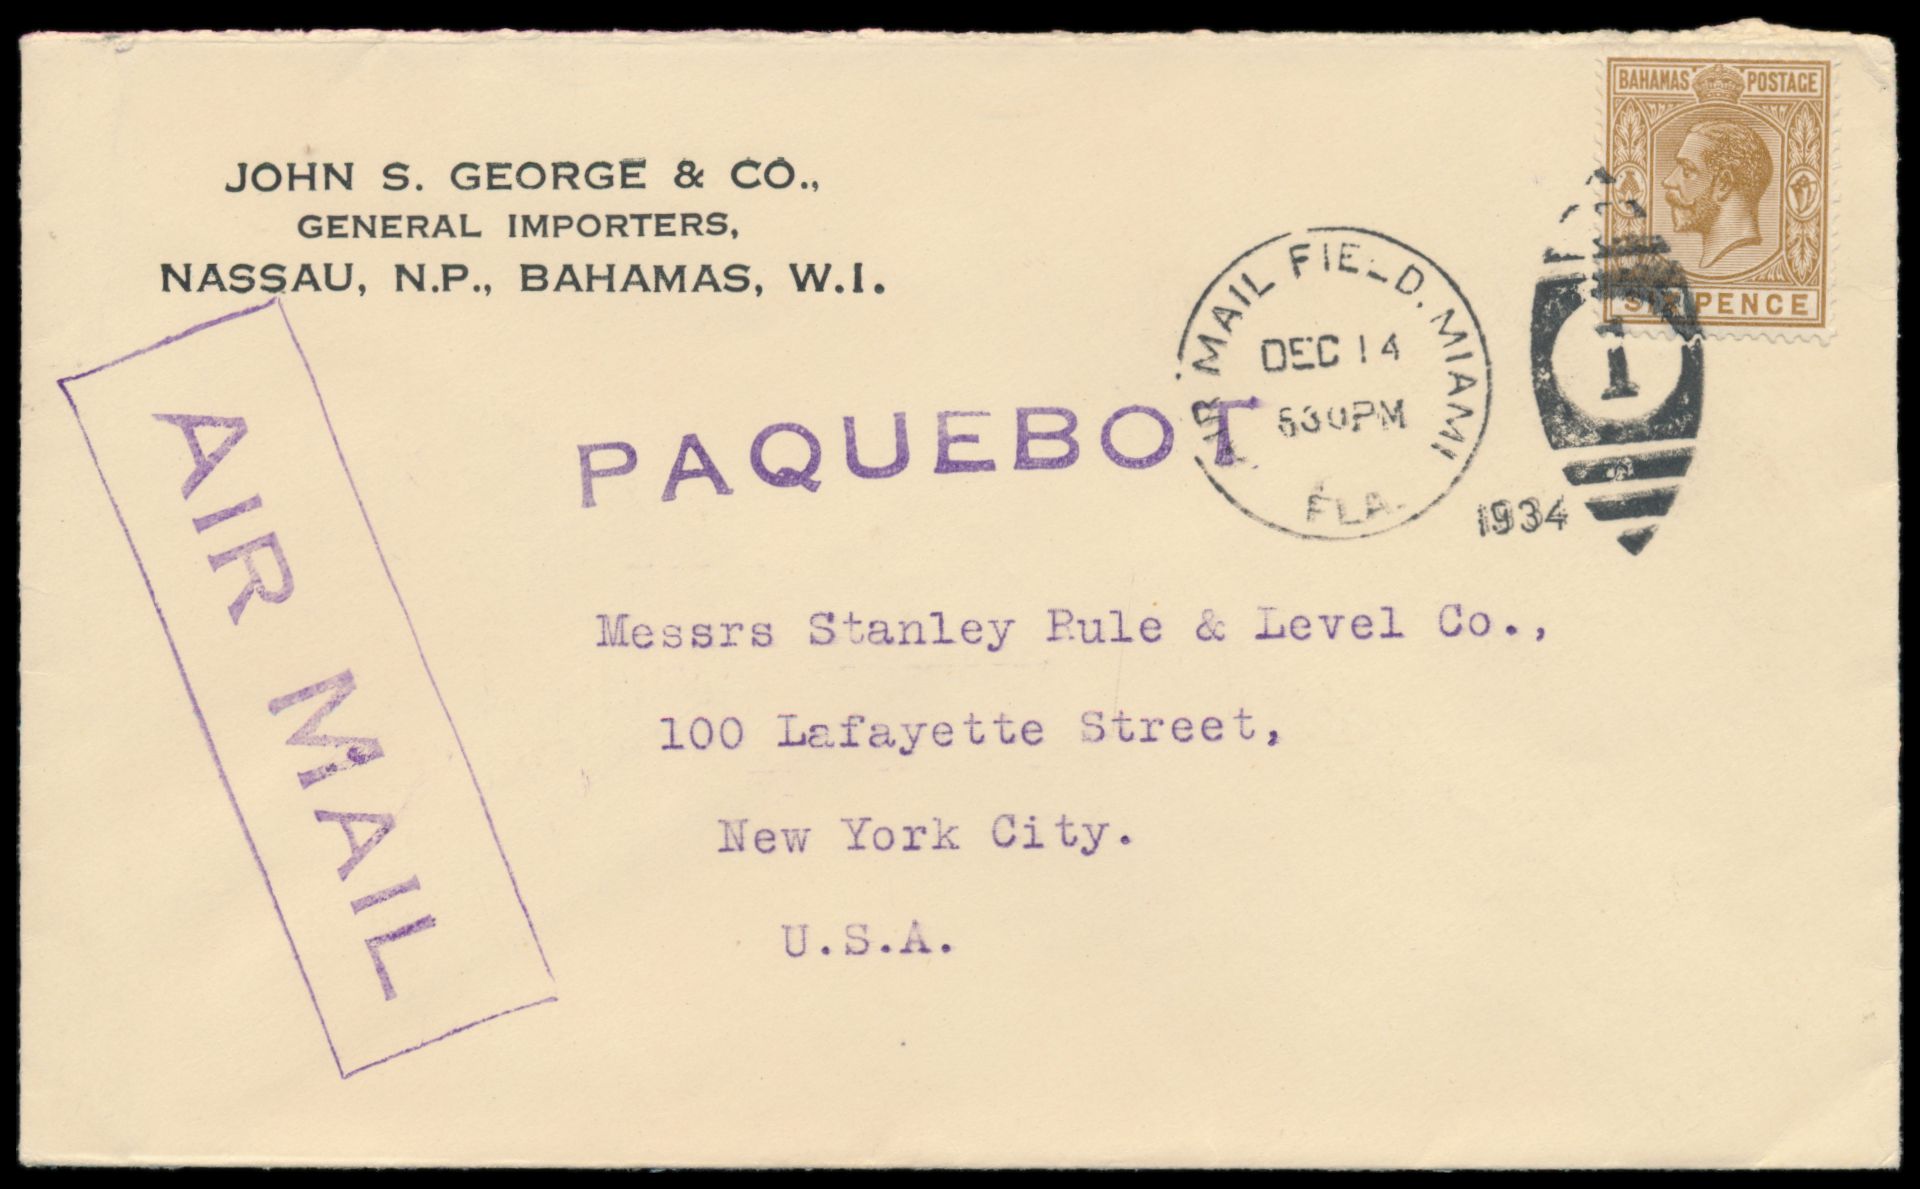 JOHN S. GEORGE & CO.,
GENERAL IMPORTERS,
NASSAU, N.P., BAHAMAS, W.I.
BAHAMAS POSTAGE
SIX PENCE
AIR MAIL FIELD, MIAMI
DEC 14
530PM
FLA.
1934
1
PAQUEBOT
AIR MAIL
Messrs Stanley Rule & Level Co.,
100 Lafayette Street,
New York City.
U.S.A.